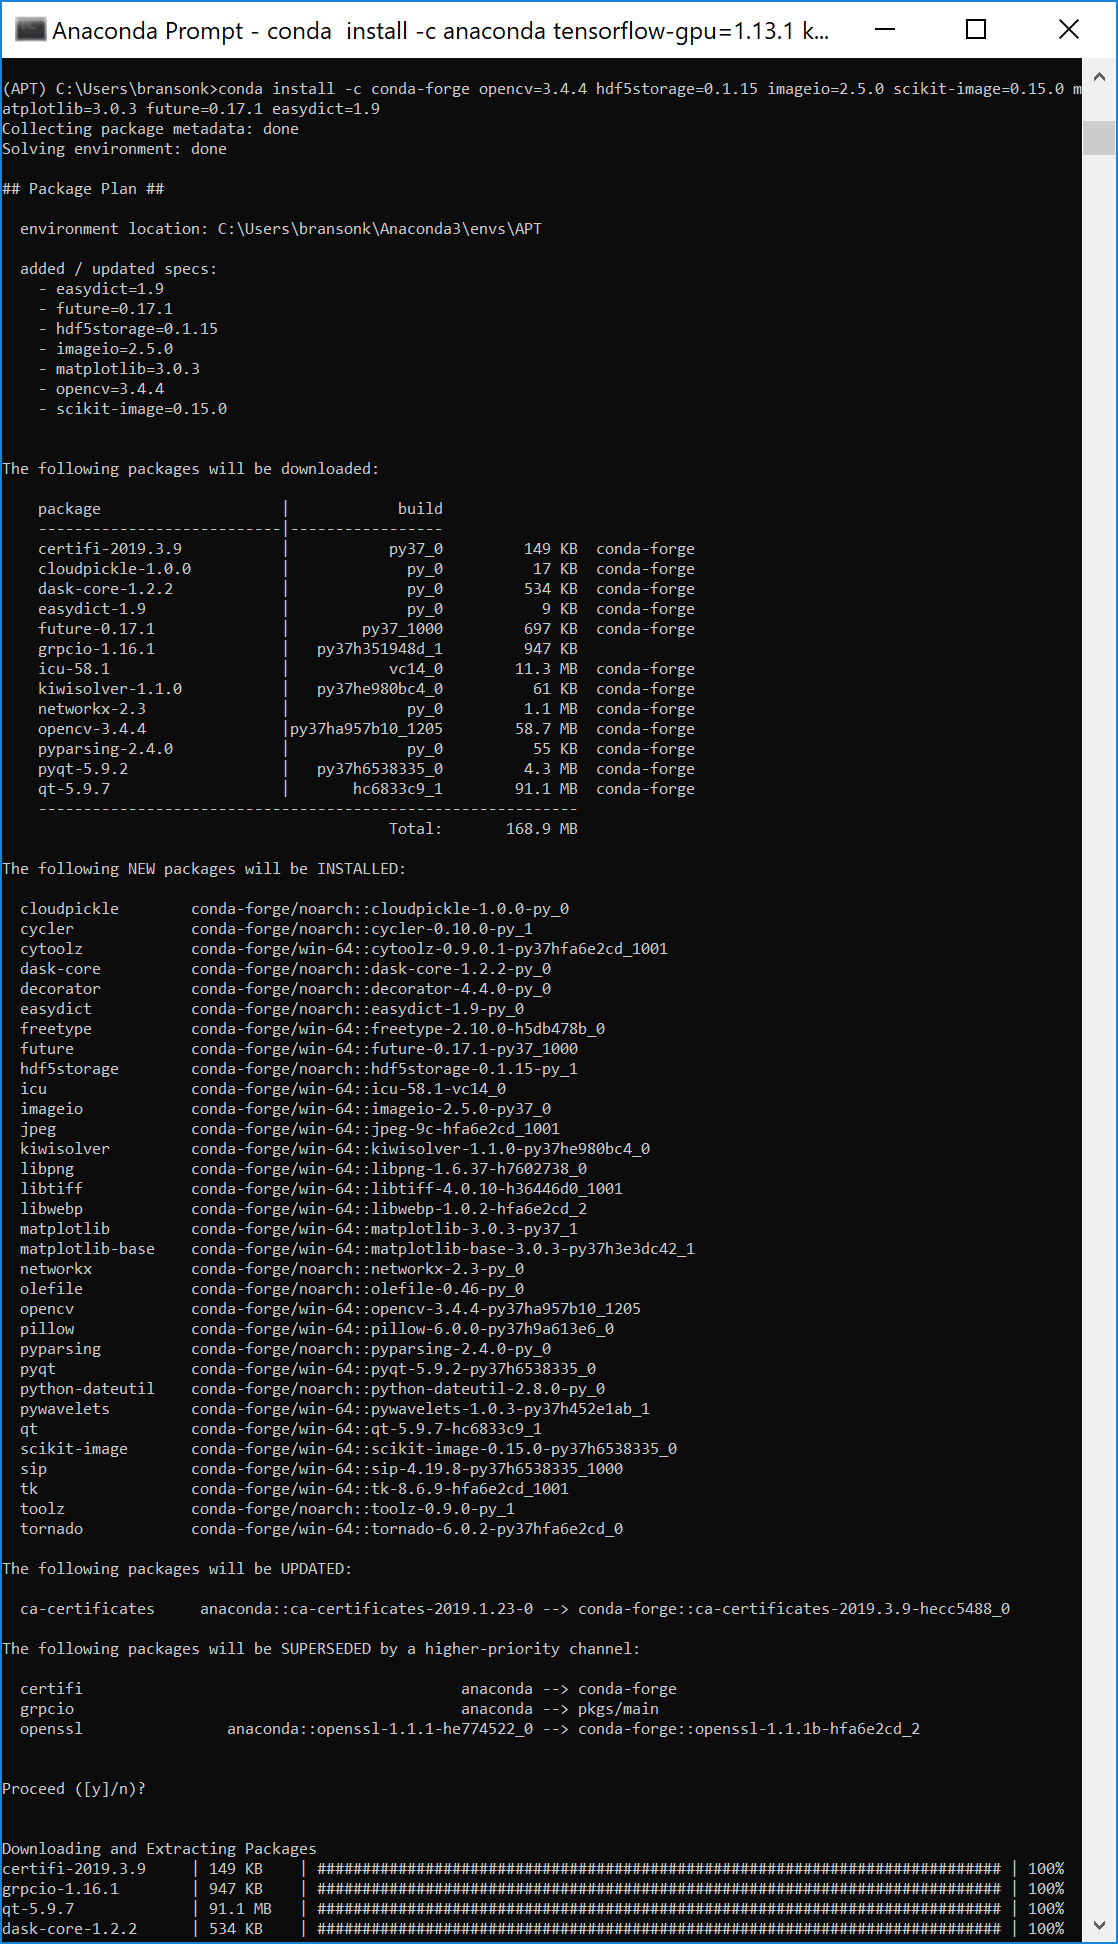 Anaconda Prompt - conda  install -c anaconda tensorflow-gpu=1.13.1 k...
(APT) C:\Users\bransonk>conda install -c conda-forge opencv=3.4.4 hdf5storage=0.1.15 imageio=2.5.0 scikit-image=0.15.0 m
atplotlib=3.0.3 future=0.17.1 easydict=1.9
Collecting package metadata: done
Solving environment: done
## Package Plan ##
environment location: C:\Users\bransonk\Anaconda3\envs\APT
added / updated specs:
- easydict=1.9
- future=0.17.1
- hdf5storage=0.1.15
- imageio=2.5.0
- matplotlib=3.0.3
- opencv=3.4.4
- scikit-image=0.15.0
The following packages will be downloaded:
package                    |            build
---------------------------|-----------------
certifi-2019.3.9           |           py37_0         149 KB  conda-forge
cloudpickle-1.0.0          |             py_0          17 KB  conda-forge
dask-core-1.2.2            |             py_0         534 KB  conda-forge
easydict-1.9               |             py_0           9 KB  conda-forge
future-0.17.1              |        py37_1000         697 KB  conda-forge
grpcio-1.16.1              |   py37h351948d_1         947 KB
icu-58.1                   |           vc14_0        11.3 MB  conda-forge
kiwisolver-1.1.0           |   py37he980bc4_0          61 KB  conda-forge
networkx-2.3               |             py_0         1.1 MB  conda-forge
opencv-3.4.4               |py37ha957b10_1205        58.7 MB  conda-forge
pyparsing-2.4.0            |             py_0          55 KB  conda-forge
pyqt-5.9.2                 |   py37h6538335_0         4.3 MB  conda-forge
qt-5.9.7                   |       hc6833c9_1        91.1 MB  conda-forge
------------------------------------------------------------
Total:       168.9 MB
The following NEW packages will be INSTALLED:
cloudpickle        conda-forge/noarch::cloudpickle-1.0.0-py_0
cycler             conda-forge/noarch::cycler-0.10.0-py_1
cytoolz            conda-forge/win-64::cytoolz-0.9.0.1-py37hfa6e2cd_1001
dask-core          conda-forge/noarch::dask-core-1.2.2-py_0
decorator          conda-forge/noarch::decorator-4.4.0-py_0
easydict           conda-forge/noarch::easydict-1.9-py_0
freetype           conda-forge/win-64::freetype-2.10.0-h5db478b_0
future             conda-forge/win-64::future-0.17.1-py37_1000
hdf5storage        conda-forge/noarch::hdf5storage-0.1.15-py_1
icu                conda-forge/win-64::icu-58.1-vc14_0
imageio            conda-forge/win-64::imageio-2.5.0-py37_0
jpeg               conda-forge/win-64::jpeg-9c-hfa6e2cd_1001
kiwisolver         conda-forge/win-64::kiwisolver-1.1.0-py37he980bc4_0
libpng             conda-forge/win-64::libpng-1.6.37-h7602738_0
libtiff            conda-forge/win-64::libtiff-4.0.10-h36446d0_1001
libwebp            conda-forge/win-64::libwebp-1.0.2-hfa6e2cd_2
matplotlib         conda-forge/win-64::matplotlib-3.0.3-py37_1
matplotlib-base    conda-forge/win-64::matplotlib-base-3.0.3-py37h3e3dc42_1
networkx           conda-forge/noarch::networkx-2.3-py_0
olefile            conda-forge/noarch::olefile-0.46-py_0
opencv             conda-forge/win-64::opencv-3.4.4-py37ha957b10_1205
pillow             conda-forge/win-64::pillow-6.0.0-py37h9a613e6_0
pyparsing          conda-forge/noarch::pyparsing-2.4.0-py_0
pyqt               conda-forge/win-64::pyqt-5.9.2-py37h6538335_0
python-dateutil    conda-forge/noarch::python-dateutil-2.8.0-py_0
pywavelets         conda-forge/win-64::pywavelets-1.0.3-py37h452e1ab_1
qt                 conda-forge/win-64::qt-5.9.7-hc6833c9_1
scikit-image       conda-forge/win-64::scikit-image-0.15.0-py37h6538335_0
sip                conda-forge/win-64::sip-4.19.8-py37h6538335_1000
tk                 conda-forge/win-64::tk-8.6.9-hfa6e2cd_1001
toolz              conda-forge/noarch::toolz-0.9.0-py_1
tornado            conda-forge/win-64::tornado-6.0.2-py37hfa6e2cd_0
The following packages will be UPDATED:
ca-certificates     anaconda::ca-certificates-2019.1.23-0 --> conda-forge::ca-certificates-2019.3.9-hecc5488_0
The following packages will be SUPERSEDED by a higher-priority channel:
certifi                                          anaconda --> conda-forge
grpcio                                           anaconda --> pkgs/main
openssl                anaconda::openssl-1.1.1-he774522_0 --> conda-forge::openssl-1.1.1b-hfa6e2cd_2
Proceed ([y]/n)?
Downloading and Extracting Packages
certifi-2019.3.9     | 149 KB    | ############################################################################ | 100%
grpcio-1.16.1        | 947 KB    | ############################################################################ | 100%
qt-5.9.7             | 91.1 MB   | ############################################################################ | 100%
dask-core-1.2.2      | 534 KB    | ############################################################################ | 100%